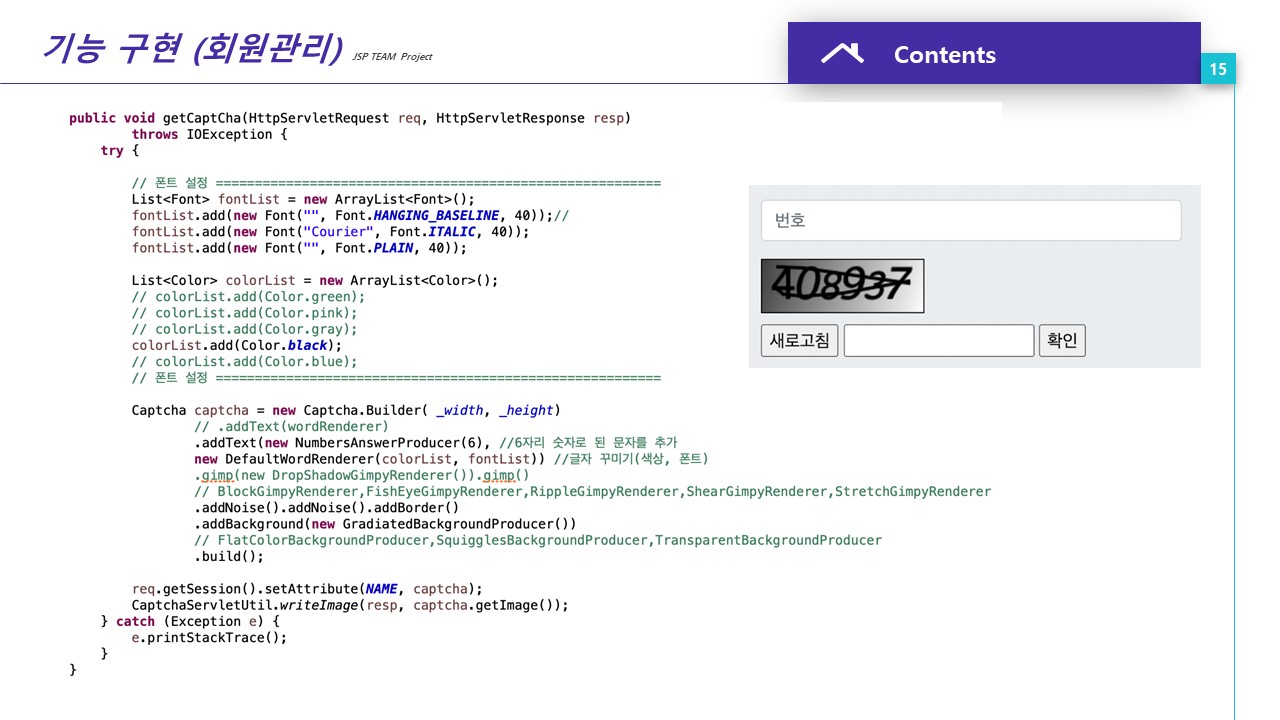 기능 구현 (회원관리) JSP TEAM Project
Contents
15
public void getCaptCha(HttpServletRequest req, HttpServletResponse resp)
throws IOException {
try {
// 폰트 설정 =========================================================
List<Font> fontList = new ArrayList<Font>();
fontList.add(new Font("", Font.HANGING_BASELINE, 40));//
fontList.add(new Font("Courier", Font.ITALIC, 40));
fontList.add(new Font("", Font.PLAIN, 40));
List<Color> colorList = new ArrayList<Color>();
// colorList.add(Color.green);
// colorList.add(Color.pink);
// colorList.add(Color.gray);
colorList.add(Color.black);
// colorList.add(Color.blue);
// 폰트 설정 =========================================================
Captcha captcha = new Captcha.Builder( _width, _height)
// .addText(wordRenderer)
.addText(new NumbersAnswerProducer(6), //6자리 숫자로 된 문자를 추가
new DefaultWordRenderer(colorList, fontList)) //글자 꾸미기(색상, 폰트)
.gimp(new DropShadowGimpyRenderer()).gimp()
// BlockGimpyRenderer,FishEyeGimpyRenderer,RippleGimpyRenderer,ShearGimpyRenderer,StretchGimpyRenderer
.addNoise().addNoise().addBorder()
.addBackground(new GradiatedBackgroundProducer())
// FlatColorBackgroundProducer,SquigglesBackgroundProducer,TransparentBackgroundProducer
.build();
req.getSession().setAttribute(NAME, captcha);
CaptchaServletUtil.writeImage(resp, captcha.getImage());
} catch (Exception e) {
e.printStackTrace();
}
}
번호
408937
새로고침 확인